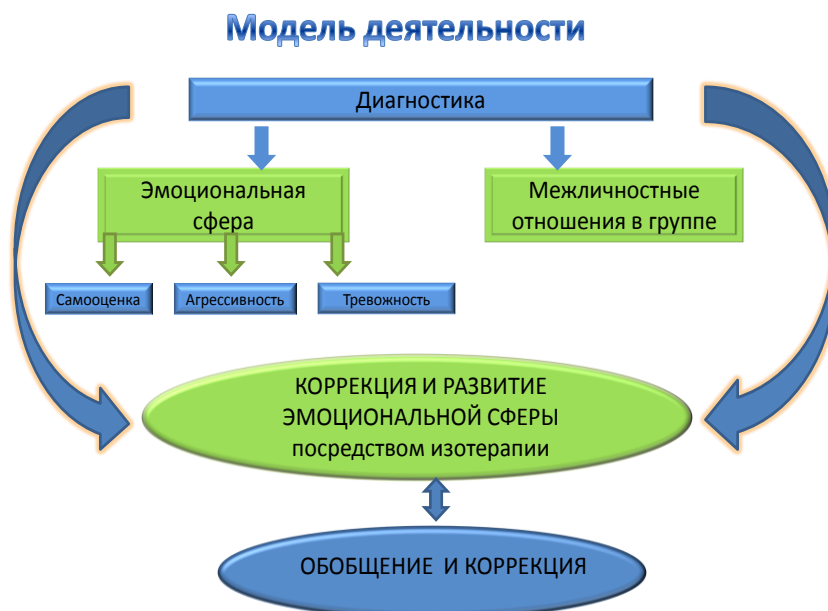 Модель деятельности
Диагностика
Эмоциональная
сфера
Межличностные
отношения в группе
Самооценка
Агрессивность
Тревожность
КОРРЕКЦИЯ И РАЗВИТИЕ
ЭМОЦИОНАЛЬНОЙ СФЕРЫ
посредством изотерапии
ОБОБЩЕНИЕ И КОРРЕКЦИЯ